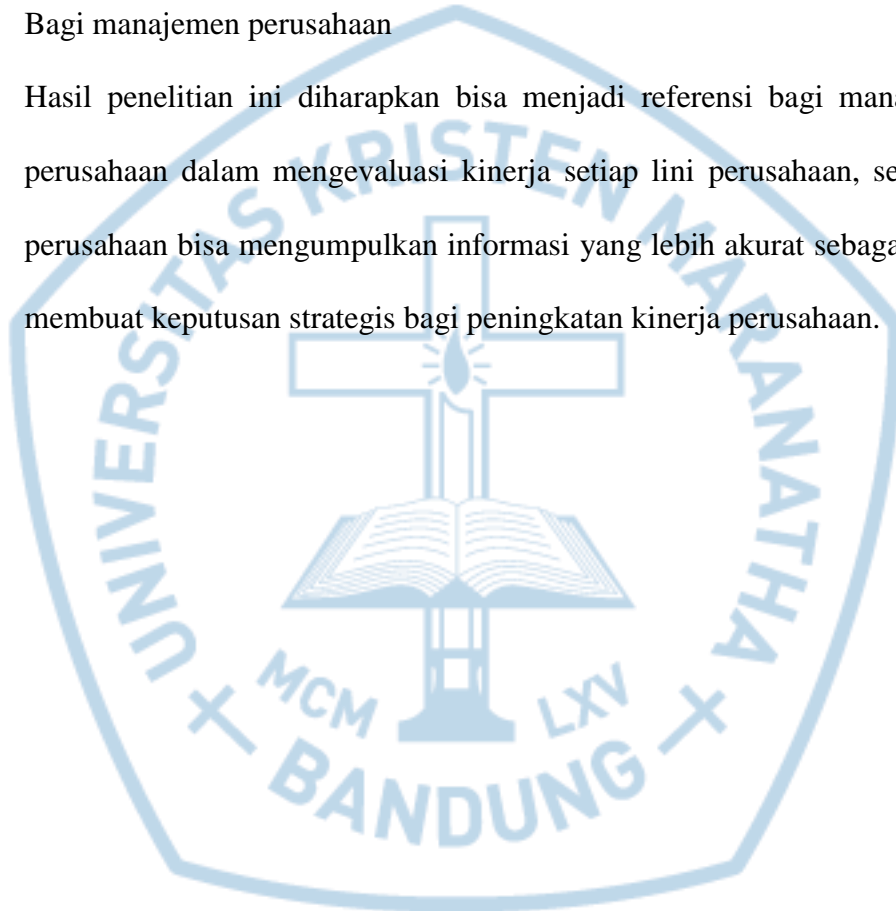 Bagi manajemen perusahaan
Hasil penelitian ini diharapkan bisa menjadi referensi bagi
perusahaan dalam mengevaluasi kinerja setiap lini perusahaan,
perusahaan bisa mengumpulkan informasi yang lebih akurat
membuat keputusan strategis bagi peningkatan kinerja perusahaan.
UNIVERSITAS KRISTEN MARANATHA
MCM LXV
BANDUNG